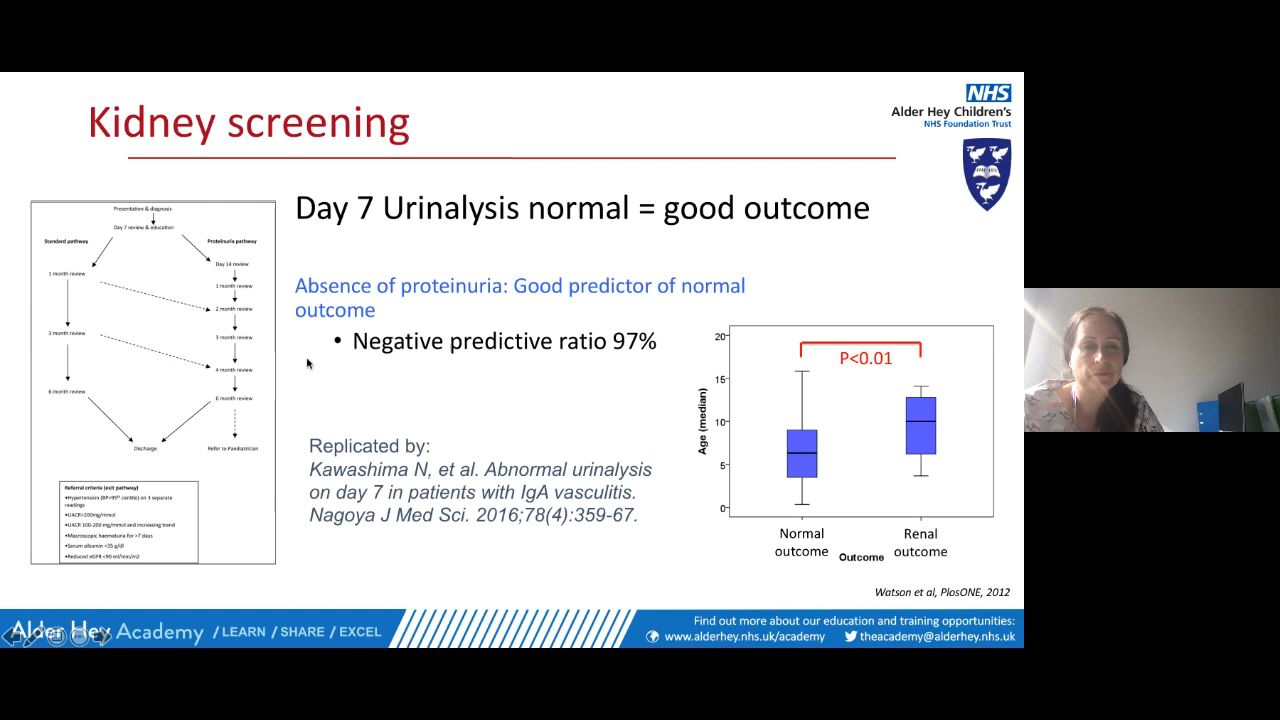 Kidney screening
NHS
Alder Hey Children's
NHS Foundation Trust
Day 7 Urinalysis normal = good outcome
Presentation & diagnosis
Day 7 review & education
Standard pathway
Proteinuria pathway
Day 14 review
1 month review
1 month review
2 month review
3 month review
3 month review
4 month review
6 month review
6 month review
Discharge
Refer to Paediatrician
Referral criteria (exit pathway)
•Hypertension (BP>95th centile) on 3 separate
readings
•UACR>200mg/mmol
•UACR 100-200 mg/mmol and increasing trend
•Macroscopic haematuria for >7 days
•Serum albumin <35 g/dl
•Reduced eGFR <90 ml/min/m2
Absence of proteinuria: Good predictor of normal
outcome
• Negative predictive ratio 97%
Replicated by:
Kawashima N, et al. Abnormal urinalysis
on day 7 in patients with IgA vasculitis.
Nagoya J Med Sci. 2016;78(4):359-67.
P<0.01
Age (median)
20
15
10
5
0
Normal
outcome
Renal
outcome
Outcome
Watson et al, PlosONE, 2012
Alder Hey Academy / LEARN / SHARE / EXCEL
Find out more about our education and training opportunities:
www.alderhey.nhs.uk/academy theacademy@alderhey.nhs.uk